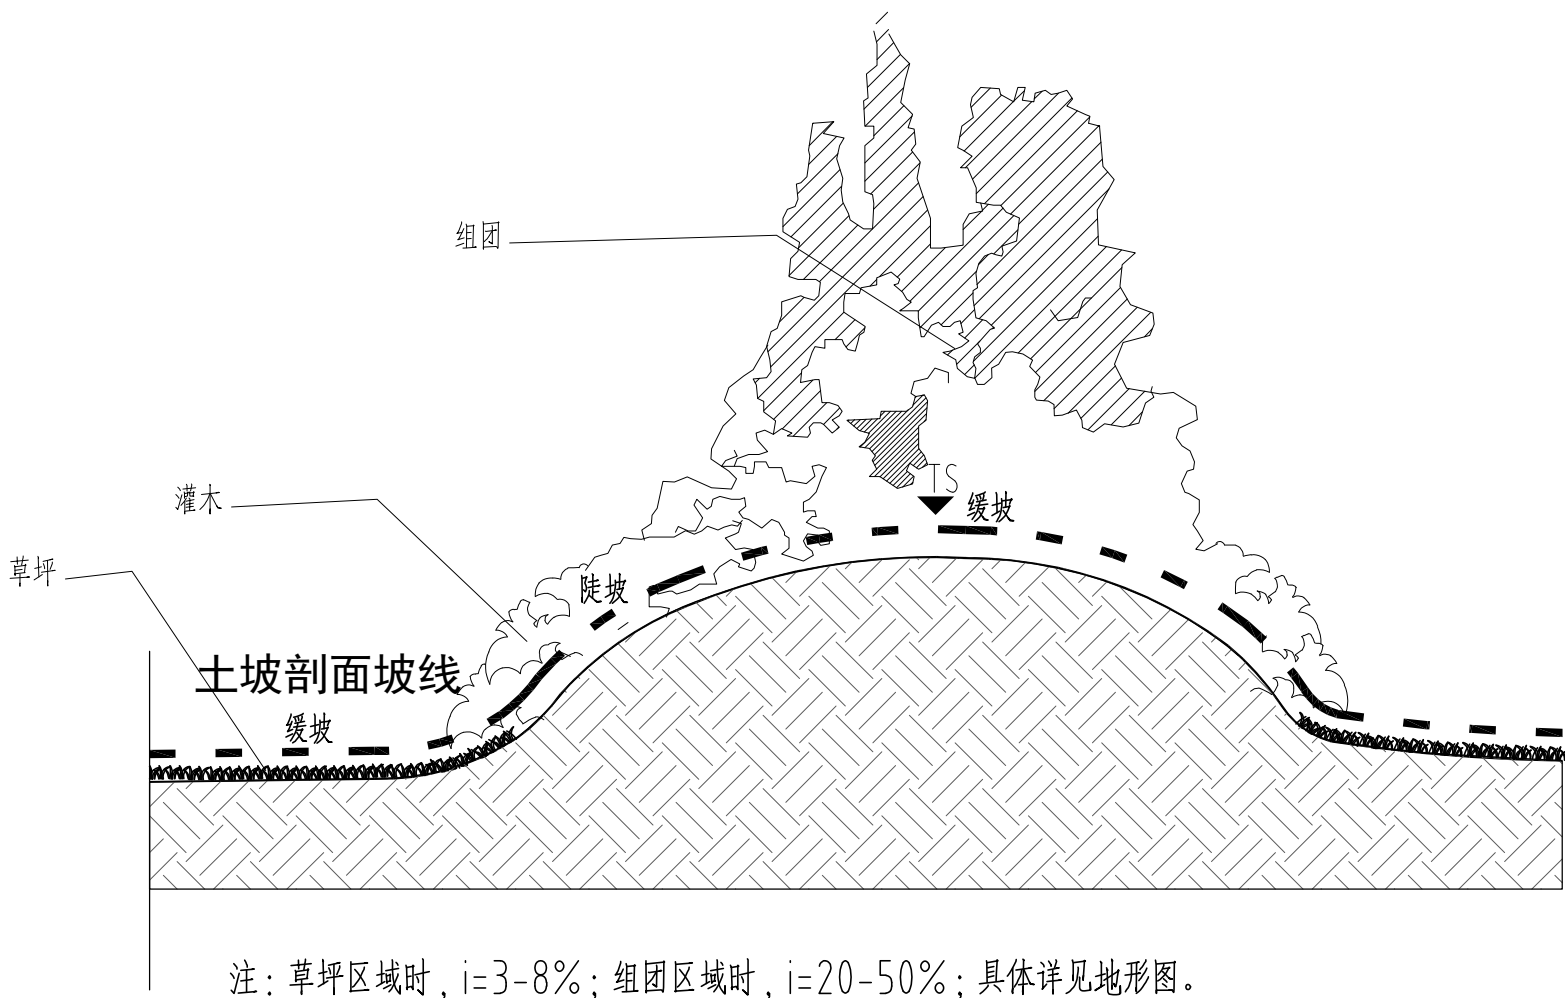 组团
TS
缓坡
灌木
草坪
陡坡
土坡剖面坡线
缓坡
注：草坪区域时，i=3-8%；组团区域时，i=20-50%；具体详见地形图。